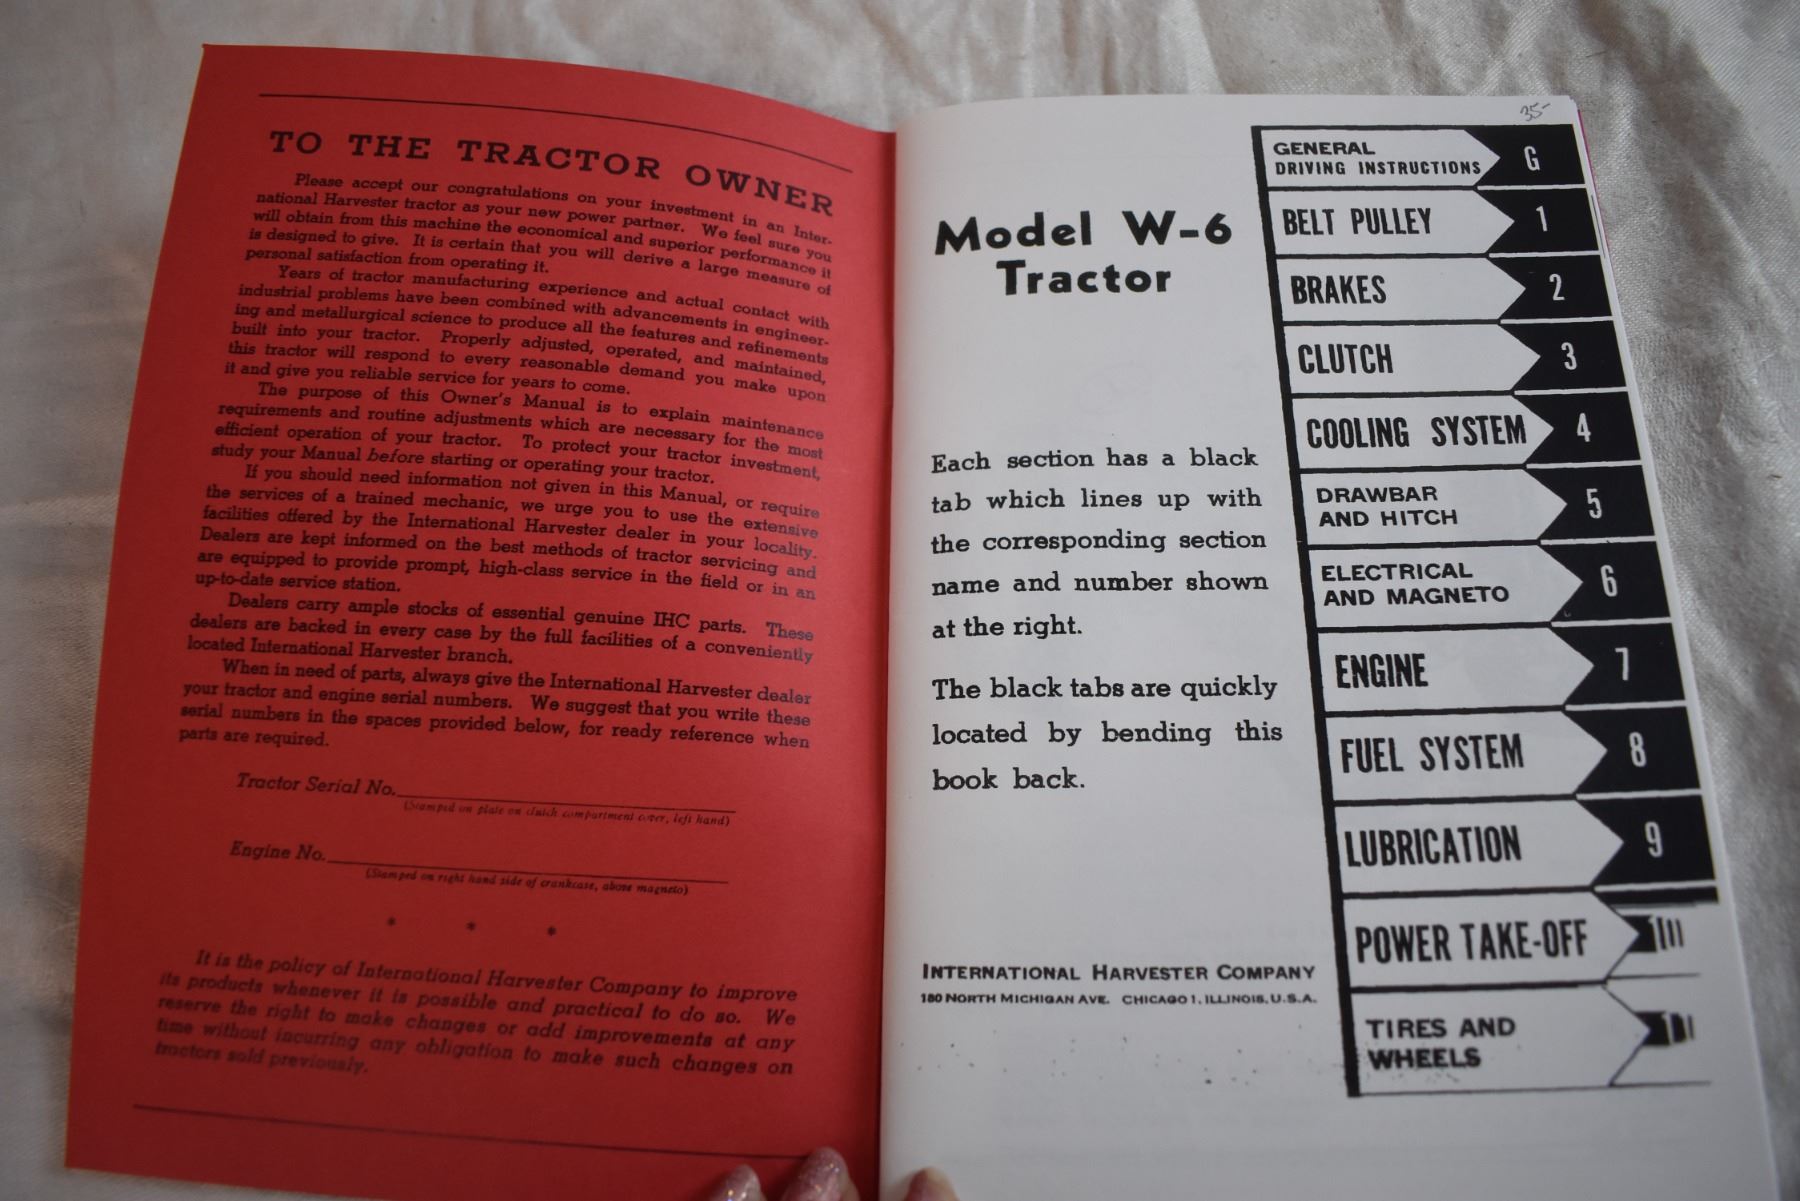 TO THE TRACTOR OWNER
Please accept our congratulations on your investment in an Inter-
national Harvester tractor as your new power partner. We feel sure you
will obtain from this machine the economical and superior performance it
is designed to give. It is certain that you will derive a large measure of
personal satisfaction from operating it.
Years of tractor manufacturing experience and actual contact with
industrial problems have been combined with advancements in engineer-
ing and metallurgical science to produce all the features and refinements
built into your tractor. Properly adjusted, operated, and maintained,
this tractor will respond to every reasonable demand you make upon
it and give you reliable service for years to come.
The purpose of this Owner's Manual is to explain maintenance
requirements and routine adjustments which are necessary for the most
efficient operation of your tractor. To protect your tractor investment,
study your Manual before starting or operating your tractor.
If you should need information not given in this Manual, or require
the services of a trained mechanic, we urge you to use the extensive
facilities offered by the International Harvester dealer in your locality.
Dealers are kept informed on the best methods of tractor servicing and
are equipped to provide prompt, high-class service in the field or in an
up-to-date service station.
Dealers carry ample stocks of essential genuine IHC parts. These
dealers are backed in every case by the full facilities of a conveniently
located International Harvester branch.
When in need of parts, always give the International Harvester dealer
your tractor and engine serial numbers. We suggest that you write these
serial numbers in the spaces provided below, for ready reference when
parts are required.
Tractor Serial No.
(Stamped on plate on clutch compartment cover, left hand)
Engine No.
(Stamped on right hand side of crankcase, above magneto)
* * *
It is the policy of International Harvester Company to improve
its products whenever it is possible and practical to do so. We
reserve the right to make changes or add improvements at any
time without incurring any obligation to make such changes on
tractors sold previously.
35-
Model W-6
Tractor
Each section has a black
tab which lines up with
the corresponding section
name and number shown
at the right.
The black tabs are quickly
located by bending this
book back.
INTERNATIONAL HARVESTER COMPANY
180 NORTH MICHIGAN AVE. CHICAGO 1, ILLINOIS, U.S.A.
GENERAL
DRIVING INSTRUCTIONS G
BELT PULLEY 1
BRAKES 2
CLUTCH 3
COOLING SYSTEM 4
DRAWBAR
AND HITCH 5
ELECTRICAL
AND MAGNETO 6
ENGINE 7
FUEL SYSTEM 8
LUBRICATION 9
POWER TAKE-OFF
TIRES AND
WHEELS